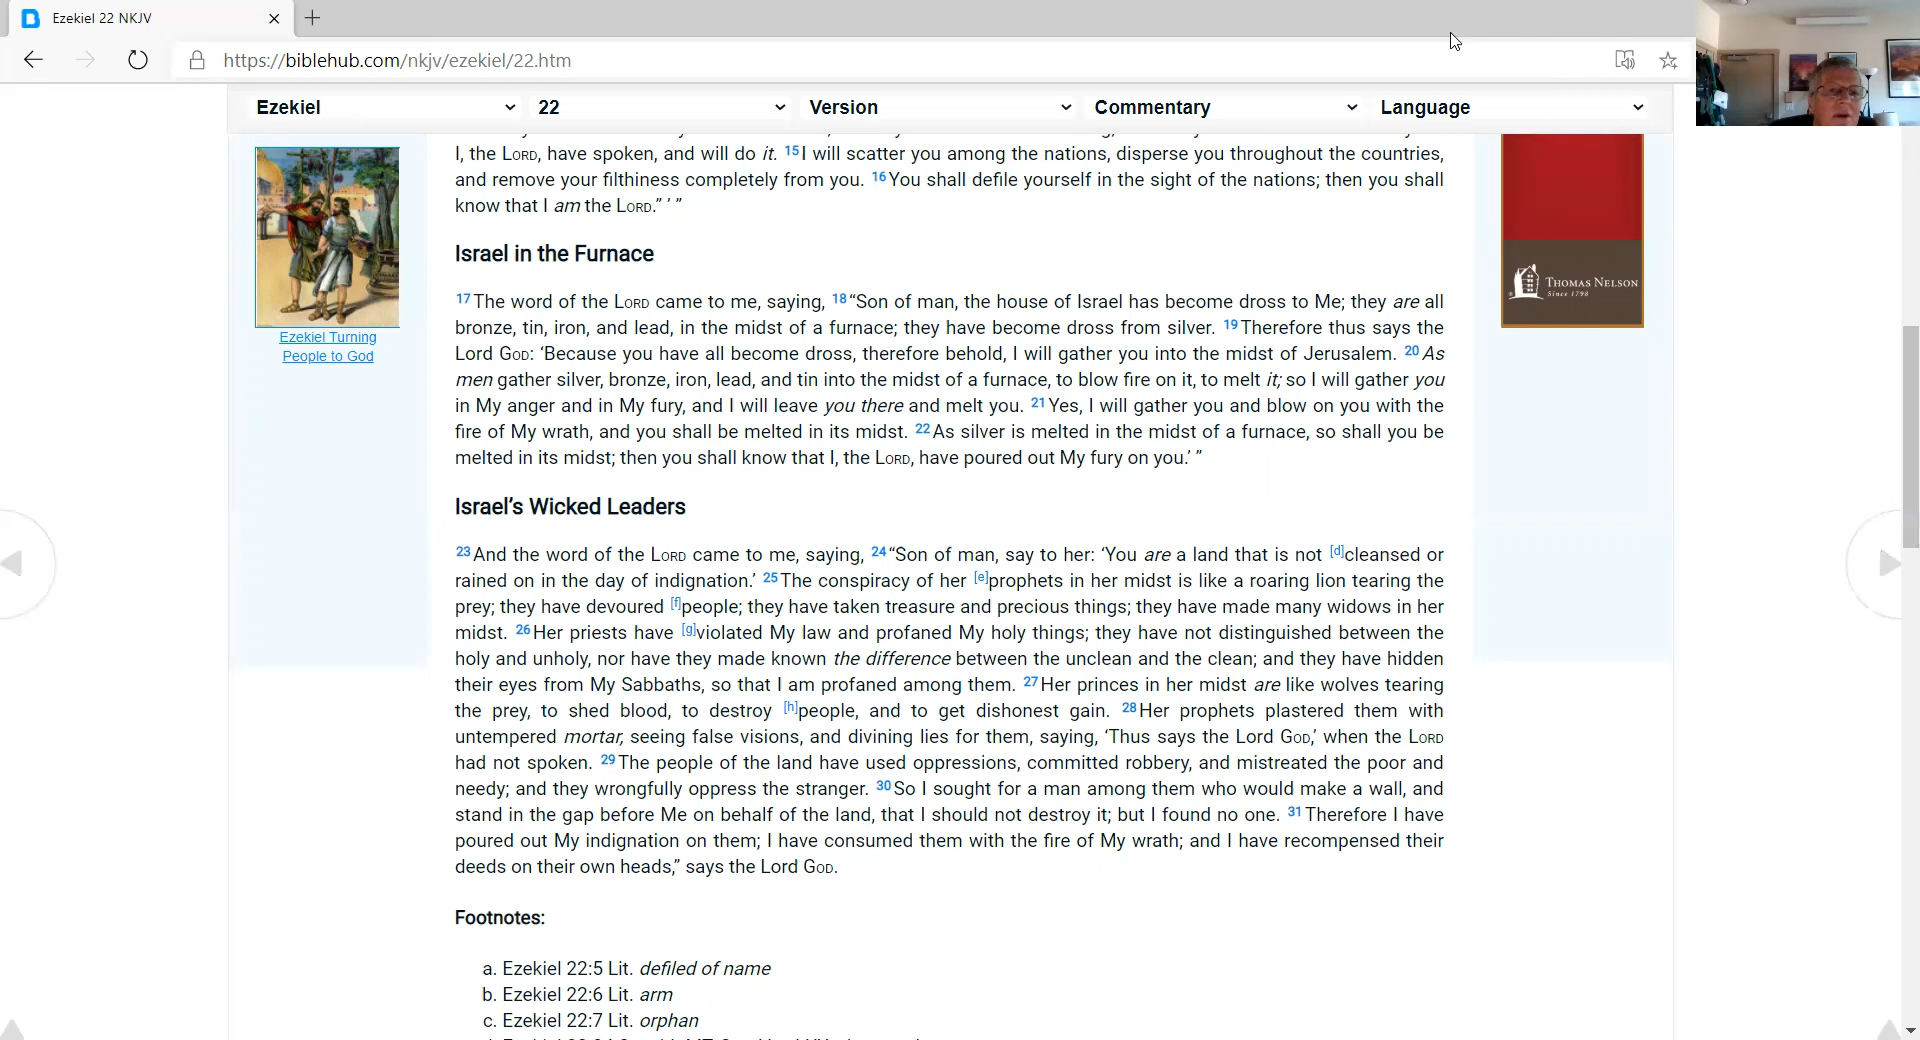 Ezekiel 22 NKJV
https://biblehub.com/nkjv/ezekiel/22.htm
Ezekiel 22 Version Commentary Language
I, the LORD, have spoken, and will do it. 15 I will scatter you among the nations, disperse you throughout the countries,
and remove your filthiness completely from you. 16 You shall defile yourself in the sight of the nations; then you shall
know that I am the LORD.” ’ ”
Ezekiel Turning
People to God
THOMAS NELSON
Since 1798
Israel in the Furnace
17 The word of the LORD came to me, saying, 18 “Son of man, the house of Israel has become dross to Me; they are all
bronze, tin, iron, and lead, in the midst of a furnace; they have become dross from silver. 19 Therefore thus says the
Lord GOD: ‘Because you have all become dross, therefore behold, I will gather you into the midst of Jerusalem. 20 As
men gather silver, bronze, iron, lead, and tin into the midst of a furnace, to blow fire on it, to melt it; so I will gather you
in My anger and in My fury, and I will leave you there and melt you. 21 Yes, I will gather you and blow on you with the
fire of My wrath, and you shall be melted in its midst. 22 As silver is melted in the midst of a furnace, so shall you be
melted in its midst; then you shall know that I, the LORD, have poured out My fury on you.’ ”
Israel’s Wicked Leaders
23 And the word of the LORD came to me, saying, 24 “Son of man, say to her: ‘You are a land that is not [d]cleansed or
rained on in the day of indignation.’ 25 The conspiracy of her [e]prophets in her midst is like a roaring lion tearing the
prey; they have devoured [f]people; they have taken treasure and precious things; they have made many widows in her
midst. 26 Her priests have [g]violated My law and profaned My holy things; they have not distinguished between the
holy and unholy, nor have they made known the difference between the unclean and the clean; and they have hidden
their eyes from My Sabbaths, so that I am profaned among them. 27 Her princes in her midst are like wolves tearing
the prey, to shed blood, to destroy [h]people, and to get dishonest gain. 28 Her prophets plastered them with
untempered mortar, seeing false visions, and divining lies for them, saying, ‘Thus says the Lord GOD,’ when the LORD
had not spoken. 29 The people of the land have used oppressions, committed robbery, and mistreated the poor and
needy; and they wrongfully oppress the stranger. 30 So I sought for a man among them who would make a wall, and
stand in the gap before Me on behalf of the land, that I should not destroy it; but I found no one. 31 Therefore I have
poured out My indignation on them; I have consumed them with the fire of My wrath; and I have recompensed their
deeds on their own heads,” says the Lord GOD.
Footnotes:
a. Ezekiel 22:5 Lit. defiled of name
b. Ezekiel 22:6 Lit. arm
c. Ezekiel 22:7 Lit. orphan